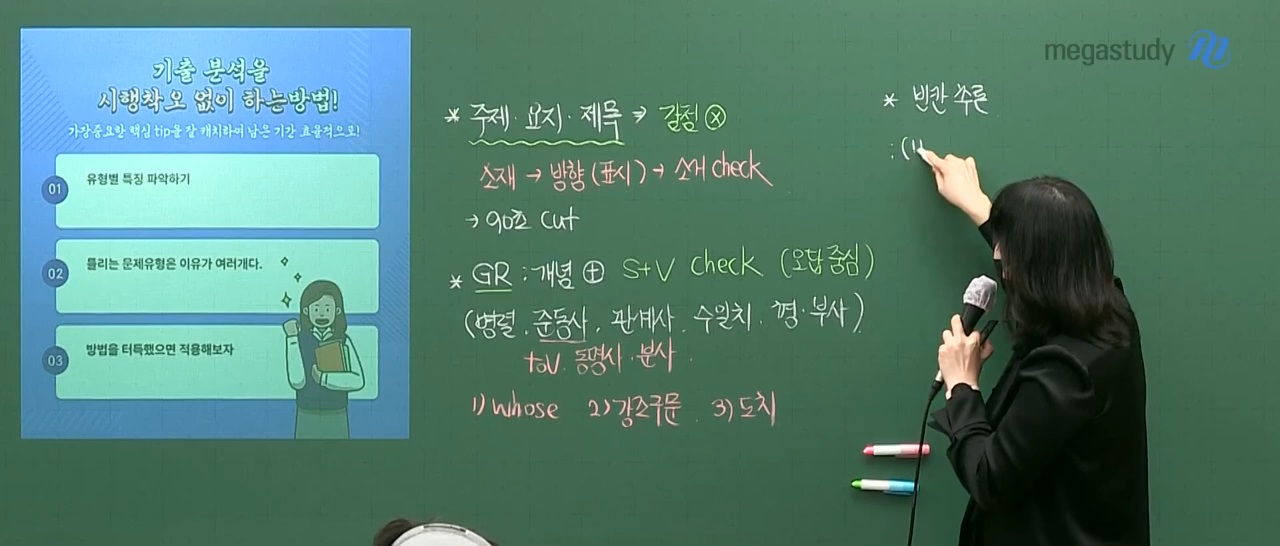 megastudy
기출 분석을
시행착오 없이 하는방법!
가장중요한 핵심 tip을 잘 캐치하여 남은 기간 효율적으로!
01 유형별 특징 파악하기
02 틀리는 문제유형은 이유가 여러개다.
03 방법을 터득했으면 적용해보자
* 주제·요지·제목 → 감점 ⓧ
소재 → 방향 (표시) → 소재 check
→ 90초 cut
* GR : 개념 ⊕ S+V check (오답 중심)
(병렬, 준동사, 관계사, 수일치, 형·부사)
toV. 동명사·분사.
1) whose 2) 강조구문. 3) 도치
* 빈칸 추론
: (1)